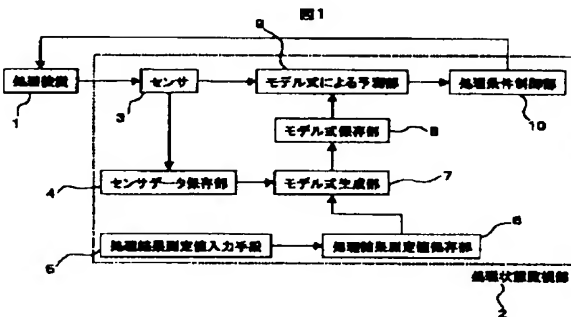 図1
9
処理装置
センサ
モデル式による予測部
処理条件制御部
1
3
10
モデル式保存部
8
センサデータ保存部
モデル式生成部
7
4
処理結果測定値入力手段
処理結果測定値保存部
6
5
処理状態監視部
2